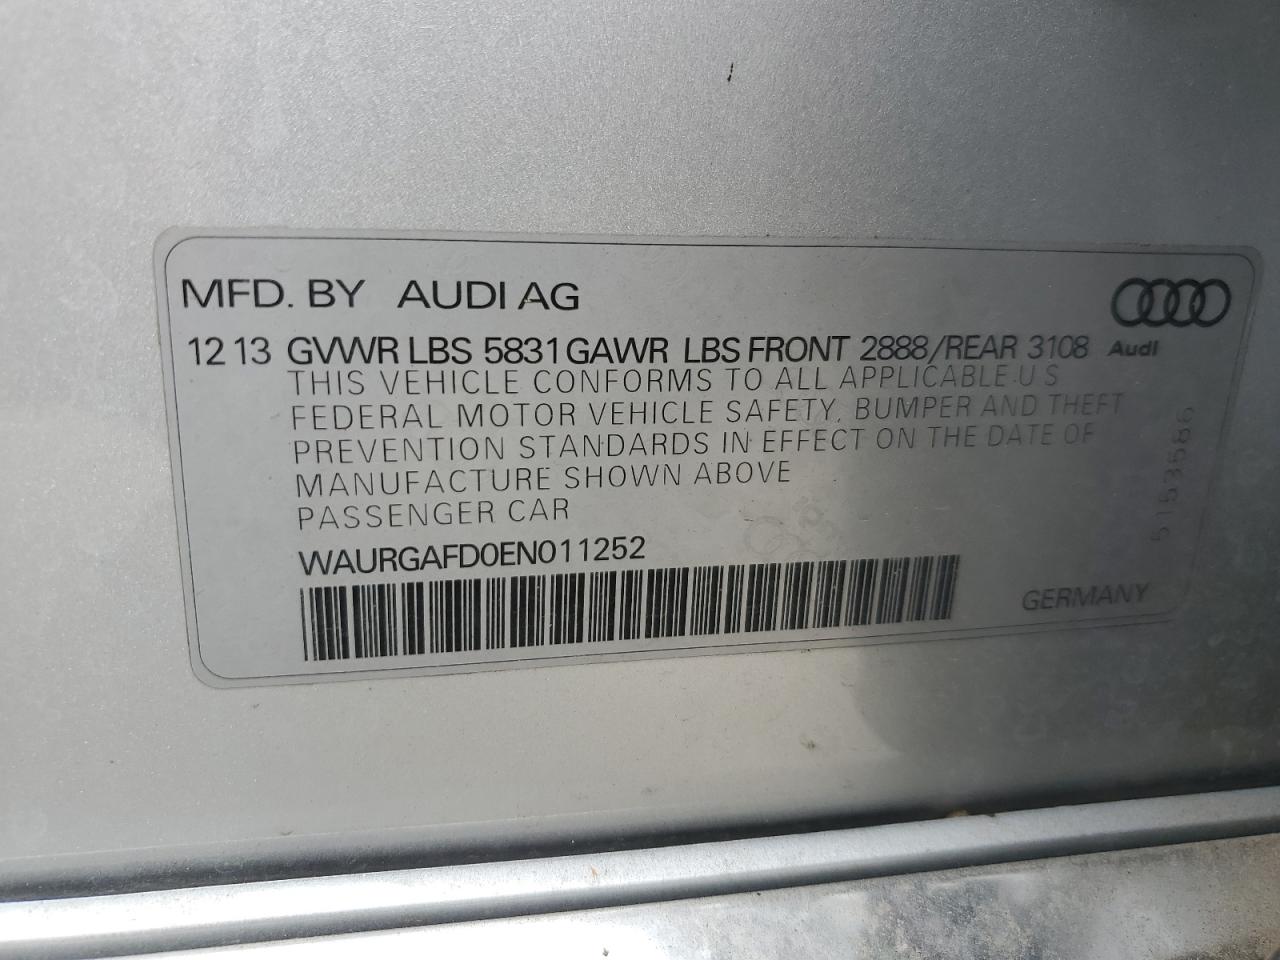 MFD. BY AUDI AG
12 13 GVWR LBS 5831 GAWR LBS FRONT 2888/REAR 3108
Audi
THIS VEHICLE CONFORMS TO ALL APPLICABLE U S
FEDERAL MOTOR VEHICLE SAFETY, BUMPER AND THEFT
PREVENTION STANDARDS IN EFFECT ON THE DATE OF
MANUFACTURE SHOWN ABOVE
PASSENGER CAR
WAURGAFD0EN011252
GERMANY
5153586